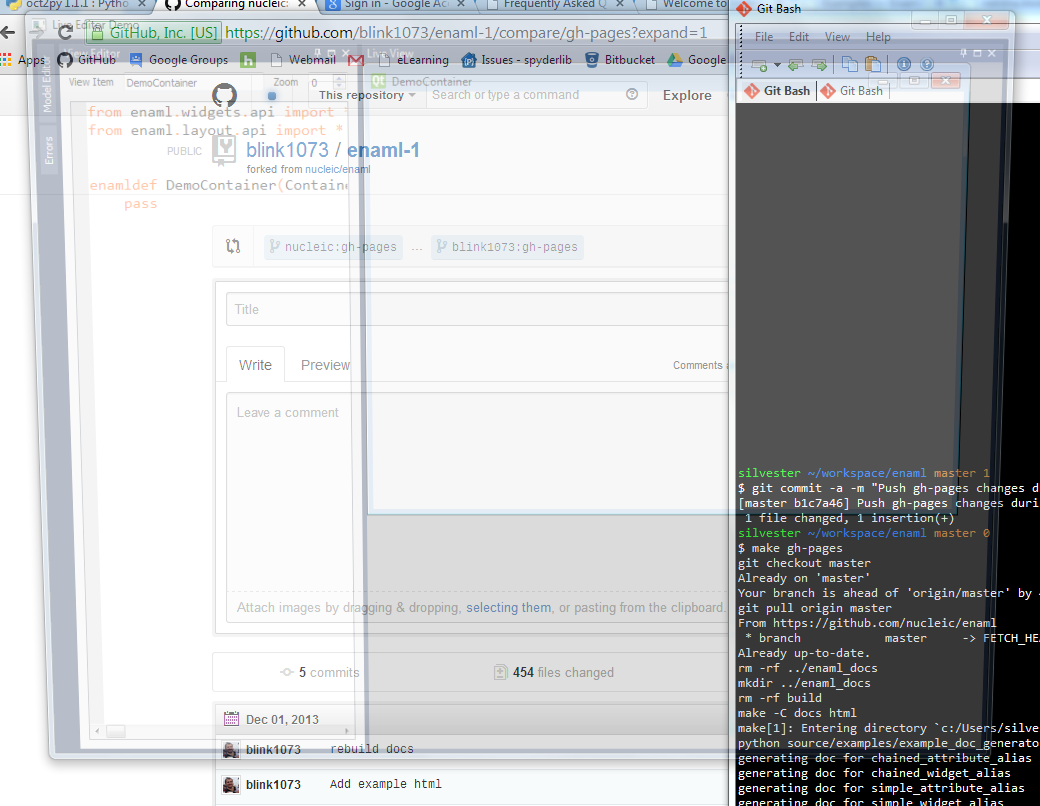 oct2py 1.1.1 : Pytho
Comparing nucleic:
Sign in - Google Ac
Frequently Asked Q
Welcome to
Live Editor Demo
GitHub, Inc. [US] https://github.com/blink1073/enaml-1/compare/gh-pages?expand=1
View Editor
Live View
Apps
GitHub
Google Groups
Webmail
eLearning
Issues - spyderlib
Bitbucket
Google
Model Editor
Errors
View Item DemoContainer
Zoom 0
DemoContainer
This repository
Search or type a command
Explore
from enaml.widgets.api import
from enaml.layout.api import *
enamldef DemoContainer(Containe
pass
PUBLIC
blink1073 / enaml-1
forked from nucleic/enaml
nucleic:gh-pages ... blink1073:gh-pages
Title
Write Preview
Comments a
Leave a comment
Attach images by dragging & dropping, selecting them, or pasting from the clipboard.
5 commits
454 files changed
Dec 01, 2013
blink1073 rebuild docs
blink1073 Add example html
Git Bash
File Edit View Help
Git Bash
Git Bash
silvester ~/workspace/enaml master 1
$ git commit -a -m "Push gh-pages changes d
[master b1c7a46] Push gh-pages changes duri
1 file changed, 1 insertion(+)
silvester ~/workspace/enaml master 0
$ make gh-pages
git checkout master
Already on 'master'
Your branch is ahead of 'origin/master' by
git pull origin master
From https://github.com/nucleic/enaml
* branch master -> FETCH_HEA
Already up-to-date.
rm -rf ../enaml_docs
mkdir ../enaml_docs
rm -rf build
make -C docs html
make[1]: Entering directory `c:/Users/silve
python source/examples/example_doc_generato
generating doc for chained_attribute_alias
generating doc for chained_widget_alias
generating doc for simple_attribute_alias
generating doc for simple_widget_alias